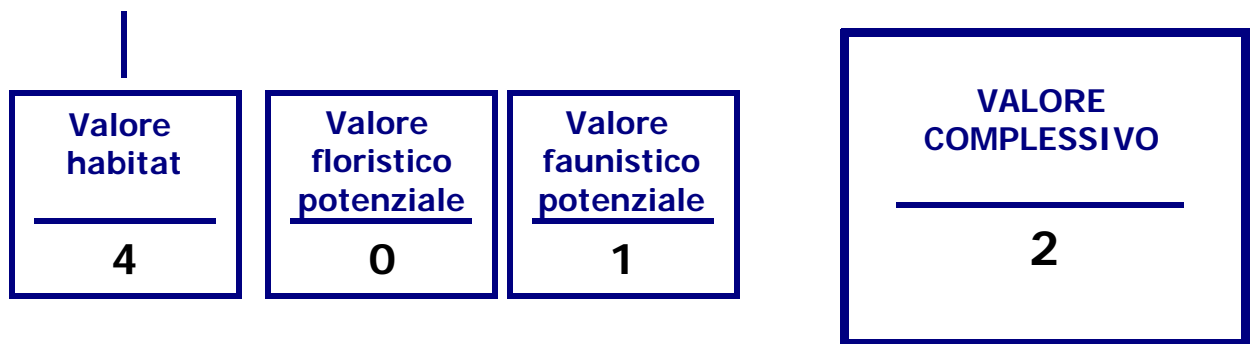 Valore
habitat
4
Valore
floristico
potenziale
0
Valore
faunistico
potenziale
1
VALORE
COMPLESSIVO
2